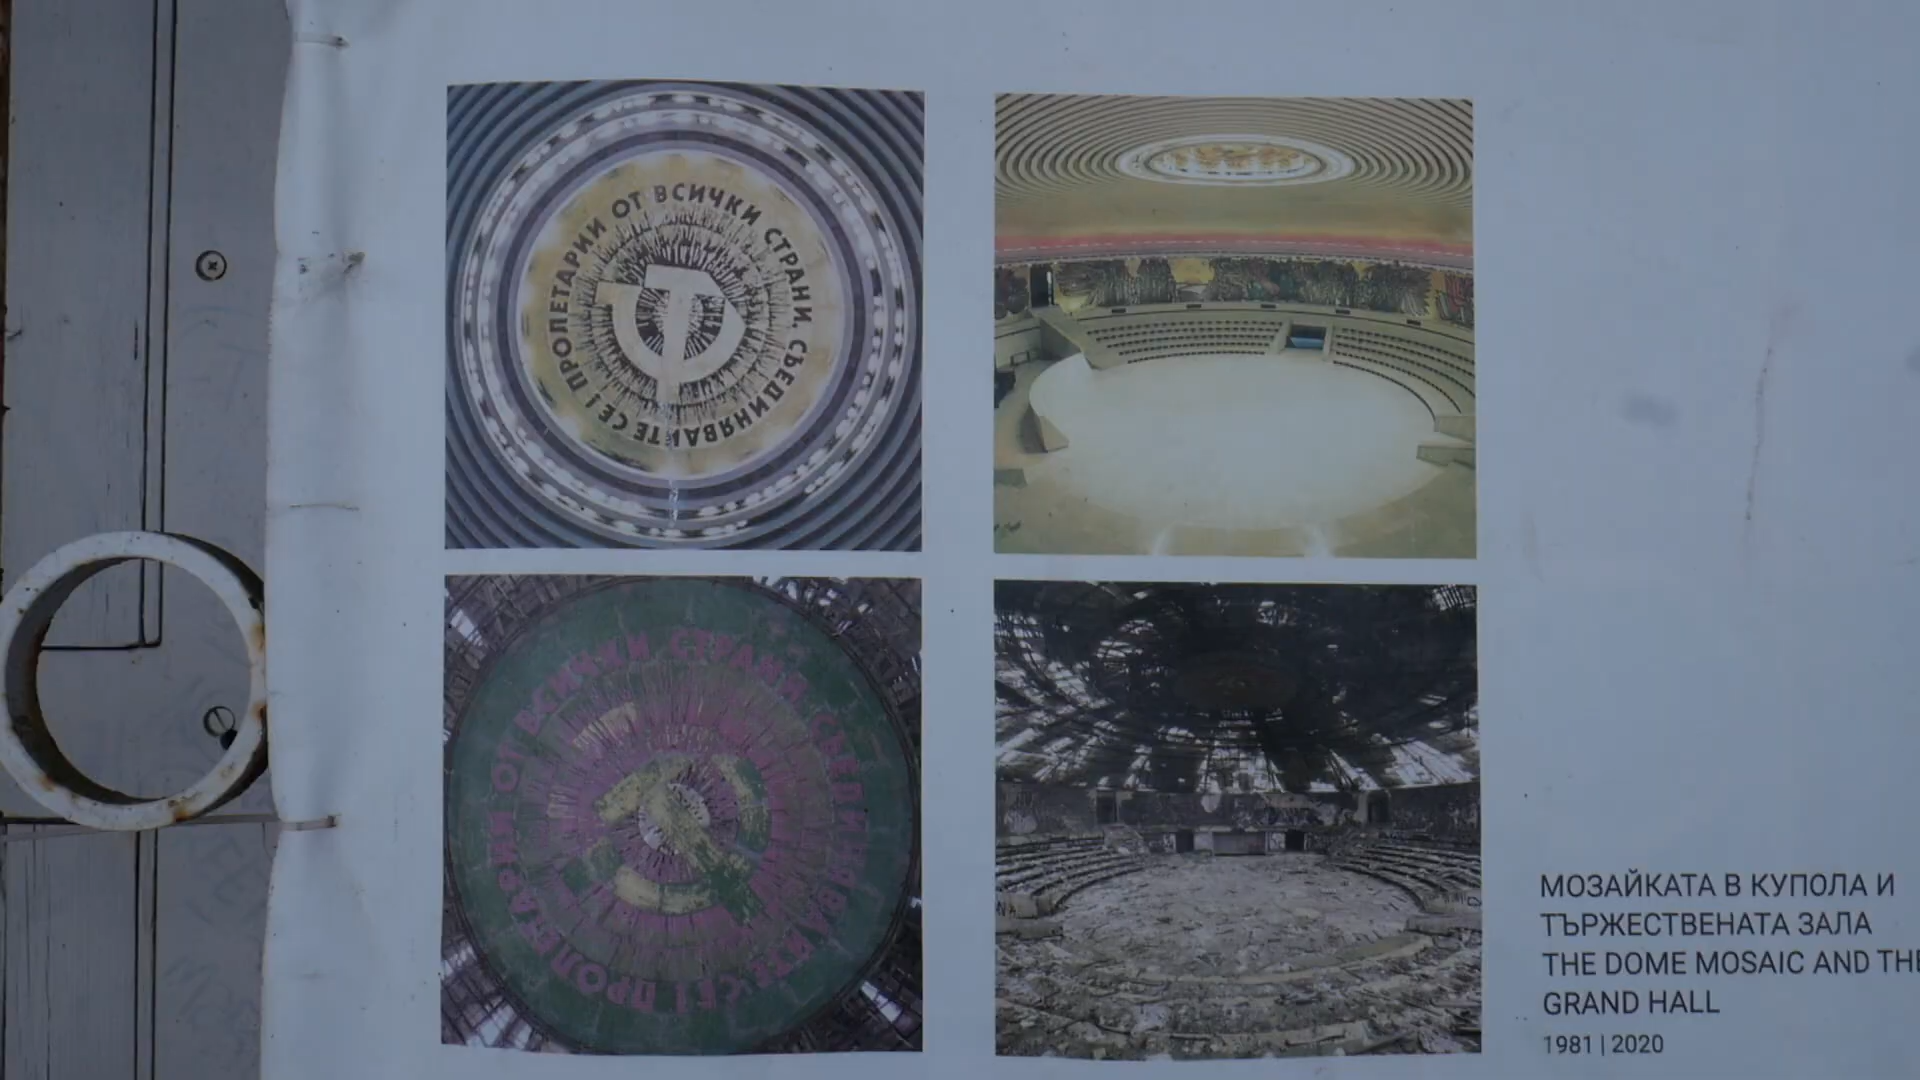 ПРОЛЕТАРИИ ОТ ВСИЧКИ СТРАНИ, СЪЕДИНЯВАЙТЕ СЕ!
ПРОЛЕТАРИИ ОТ ВСИЧКИ СТРАНИ СЪЕДИНЯВАЙТЕ СЕ!
МОЗАЙКАТА В КУПОЛА И
ТЪРЖЕСТВЕНАТА ЗАЛА
THE DOME MOSAIC AND THE
GRAND HALL
1981 | 2020